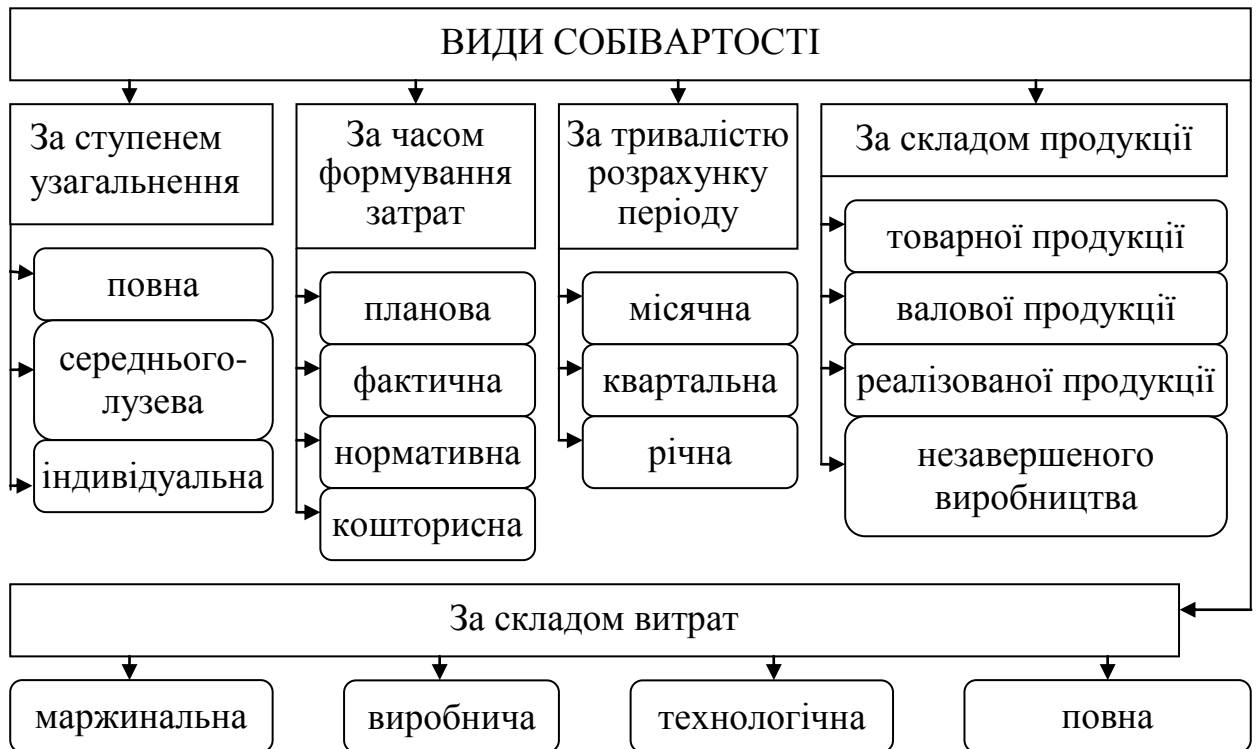 ВИДИ СОБІВАРТОСТІ
За ступенем
узагальнення
повна
середнього-
лузева
індивідуальна
За часом
формування
затрат
планова
фактична
нормативна
кошторисна
За тривалістю
розрахунку
періоду
місячна
квартальна
річна
За складом продукції
товарної продукції
валової продукції
реалізованої продукції
незавершеного
виробництва
За складом витрат
маржинальна
виробнича
технологічна
повна